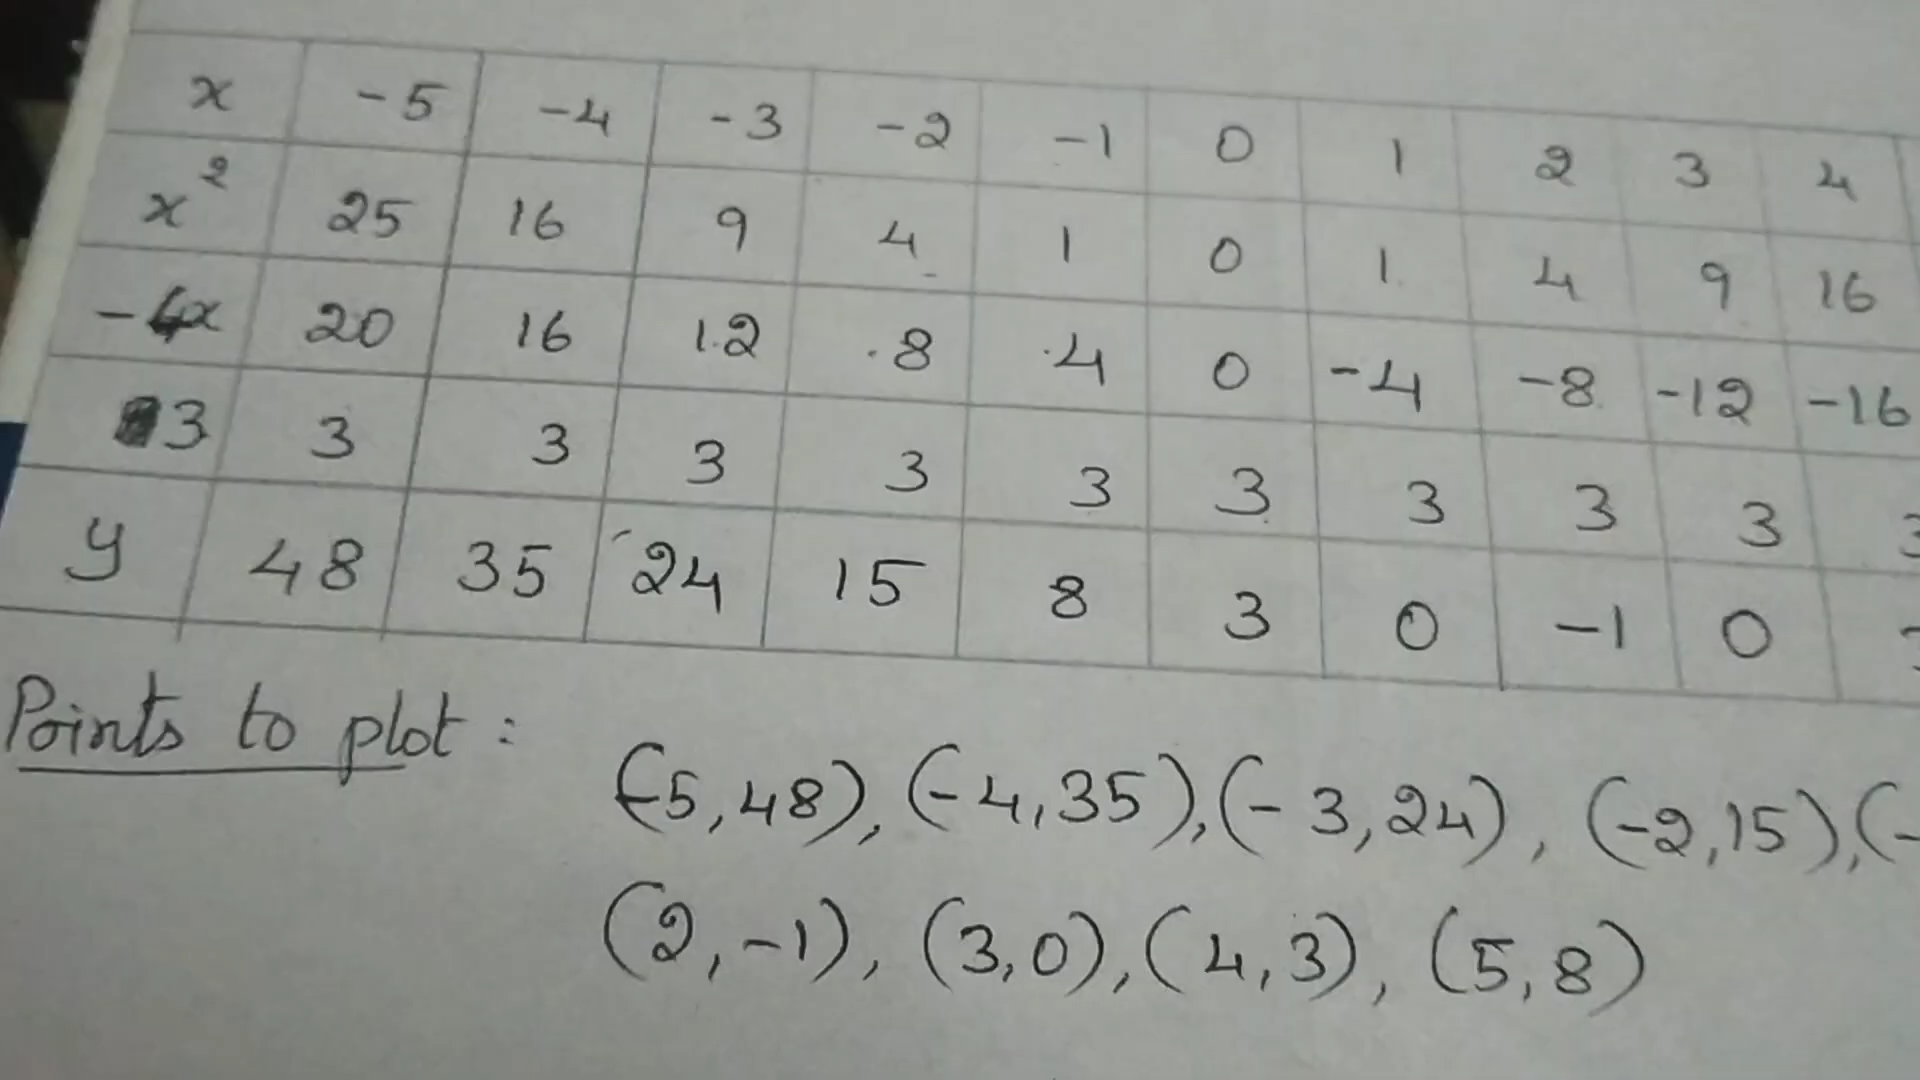 x -5 -4 -3 -2 -1 0 1 2 3 4
x² 25 16 9 4 1 0 1 4 9 16
-4x 20 16 12 8 4 0 -4 -8 -12 -16
3 3 3 3 3 3 3 3 3 3
y 48 35 24 15 8 3 0 -1 0
Points to plot : (-5,48), (-4,35), (-3,24), (-2,15), (-
(2,-1), (3,0), (4,3), (5,8)